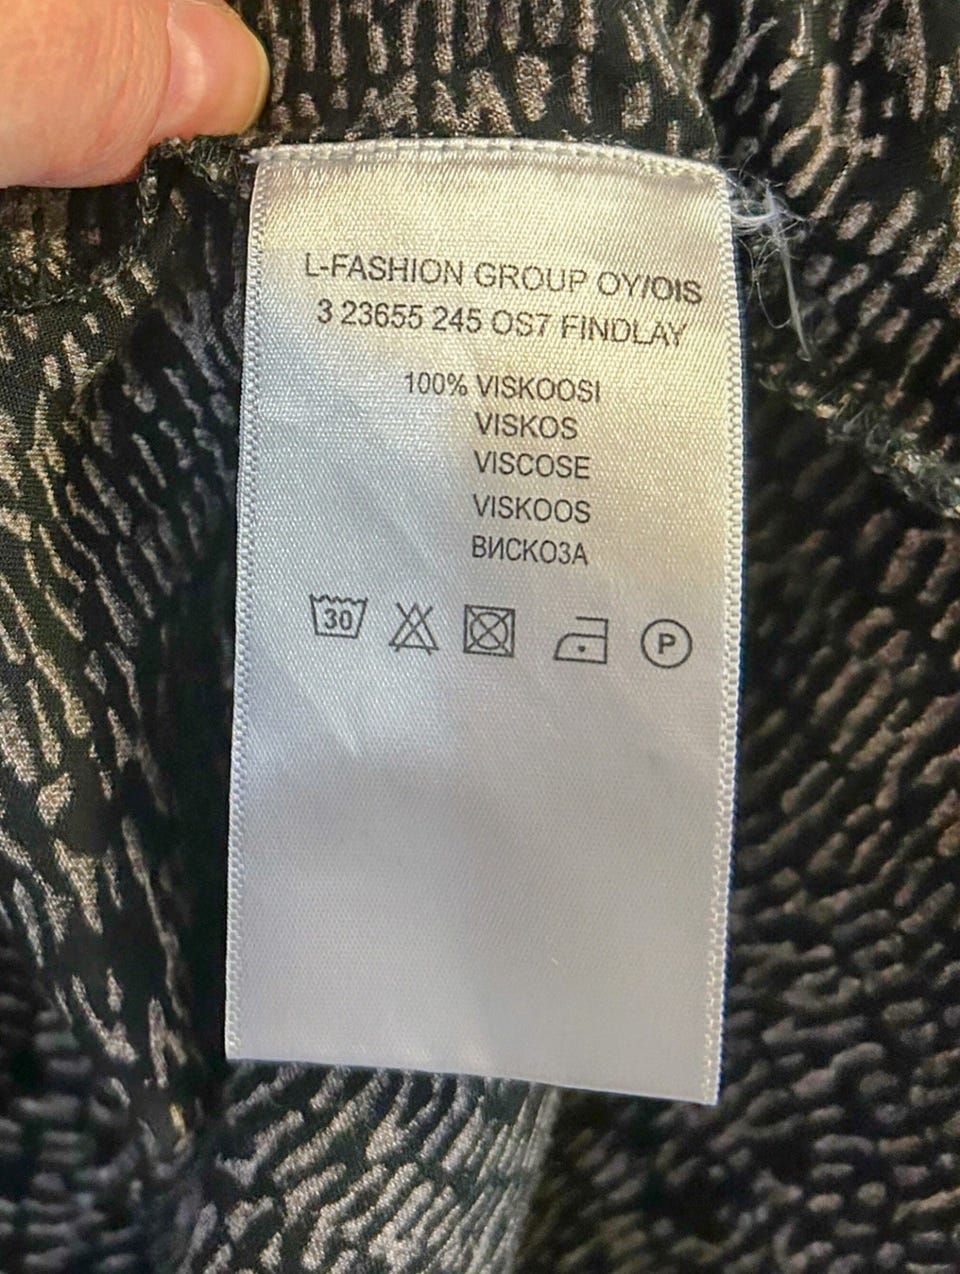 L-FASHION GROUP OY/OIS
3 23655 245 OS7 FINDLAY
100% VISKOOSI
VISKOS
VISCOSE
VISKOOS
ВИСКОЗА
30
P